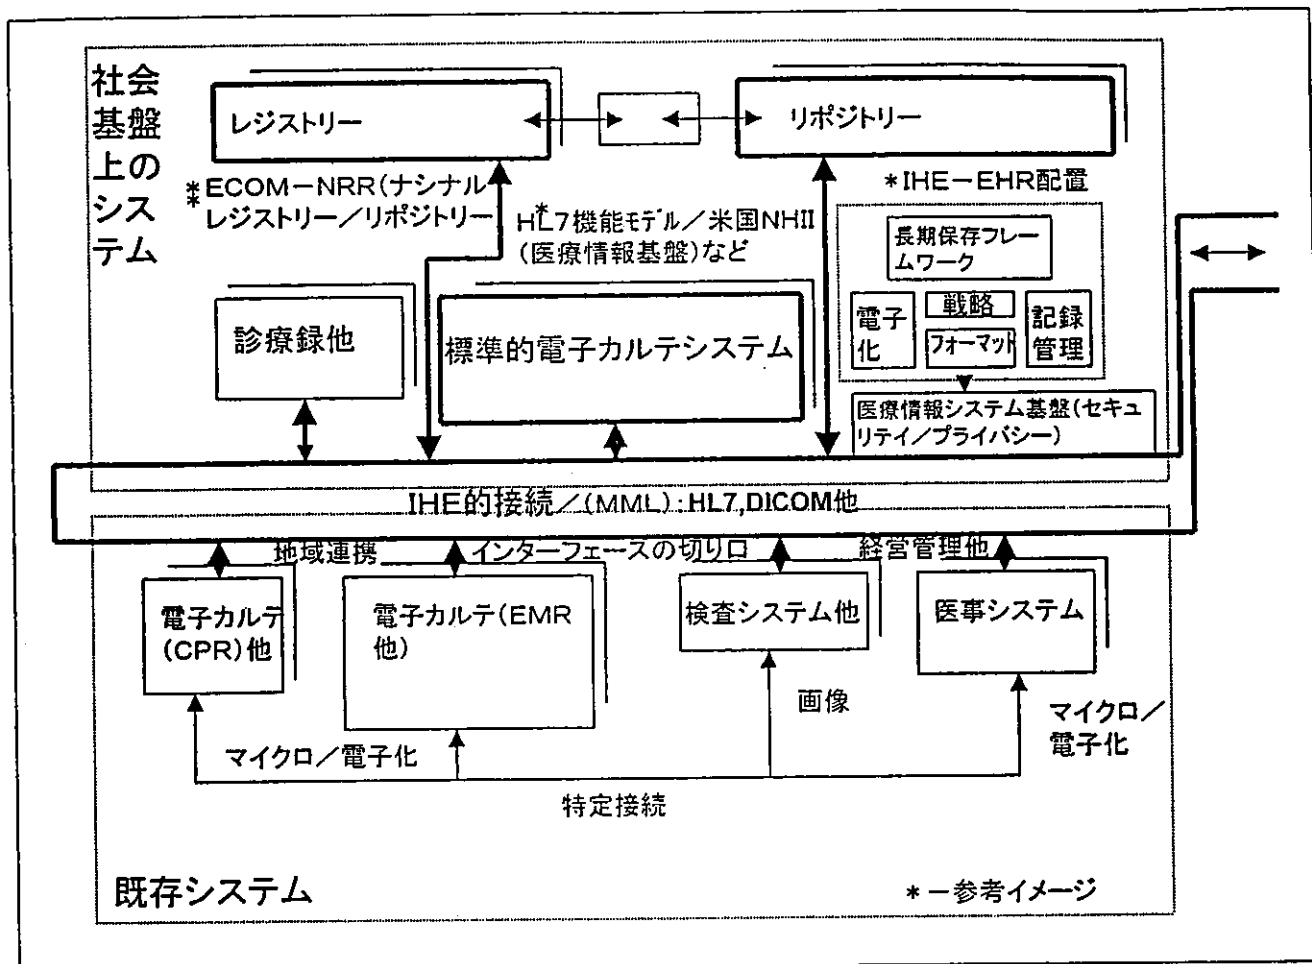 社会
基盤
上の
シス
テム
レジストリー
リポジトリー
**ECOM-NRR(ナショナル
レジストリー/リポジトリー
*
HL7機能モデル/米国NHII
(医療情報基盤)など
*IHE-EHR配置
長期保存フレー
ムワーク
電子
化
戦略
フォーマット
記録
管理
診療録他
標準的電子カルテシステム
医療情報システム基盤(セキュ
リテイ/プライバシー)
IHE的接続/(MML):HL7,DICOM他
地域連携
インターフェースの切り口
経営管理他
電子カルテ
(CPR)他
電子カルテ(EMR
他)
検査システム他
医事システム
画像
マイクロ/電子化
マイクロ/
電子化
特定接続
既存システム
*-参考イメージ